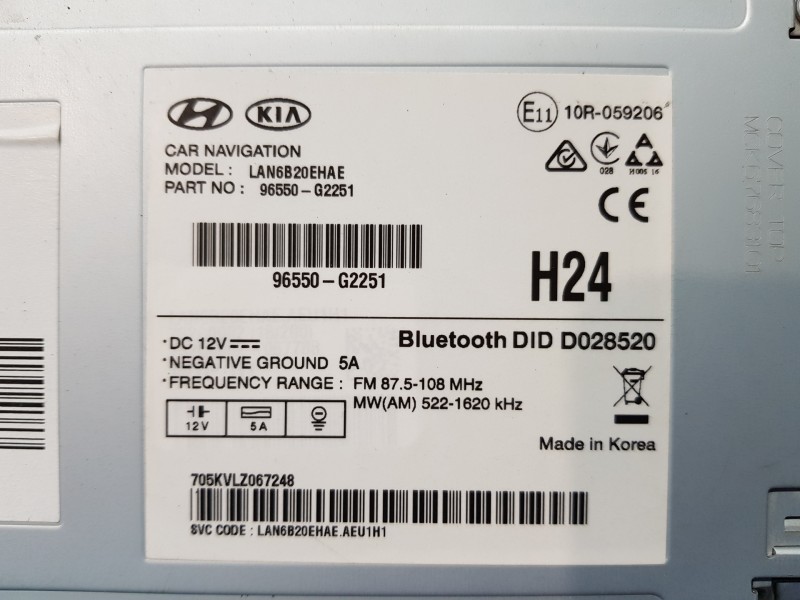 KIA
E11 10R-059206
CAR NAVIGATION
MODEL : LAN6B20EHAE
PART NO : 96550-G2251
028
CE
96550-G2251
H24
· DC 12V
· NEGATIVE GROUND 5A
· FREQUENCY RANGE : FM 87.5-108 MHz
MW(AM) 522-1620 kHz
Bluetooth DID D028520
12V 5A
Made in Korea
705KVLZ067248
SVC CODE : LAN6B20EHAE.AEU1H1